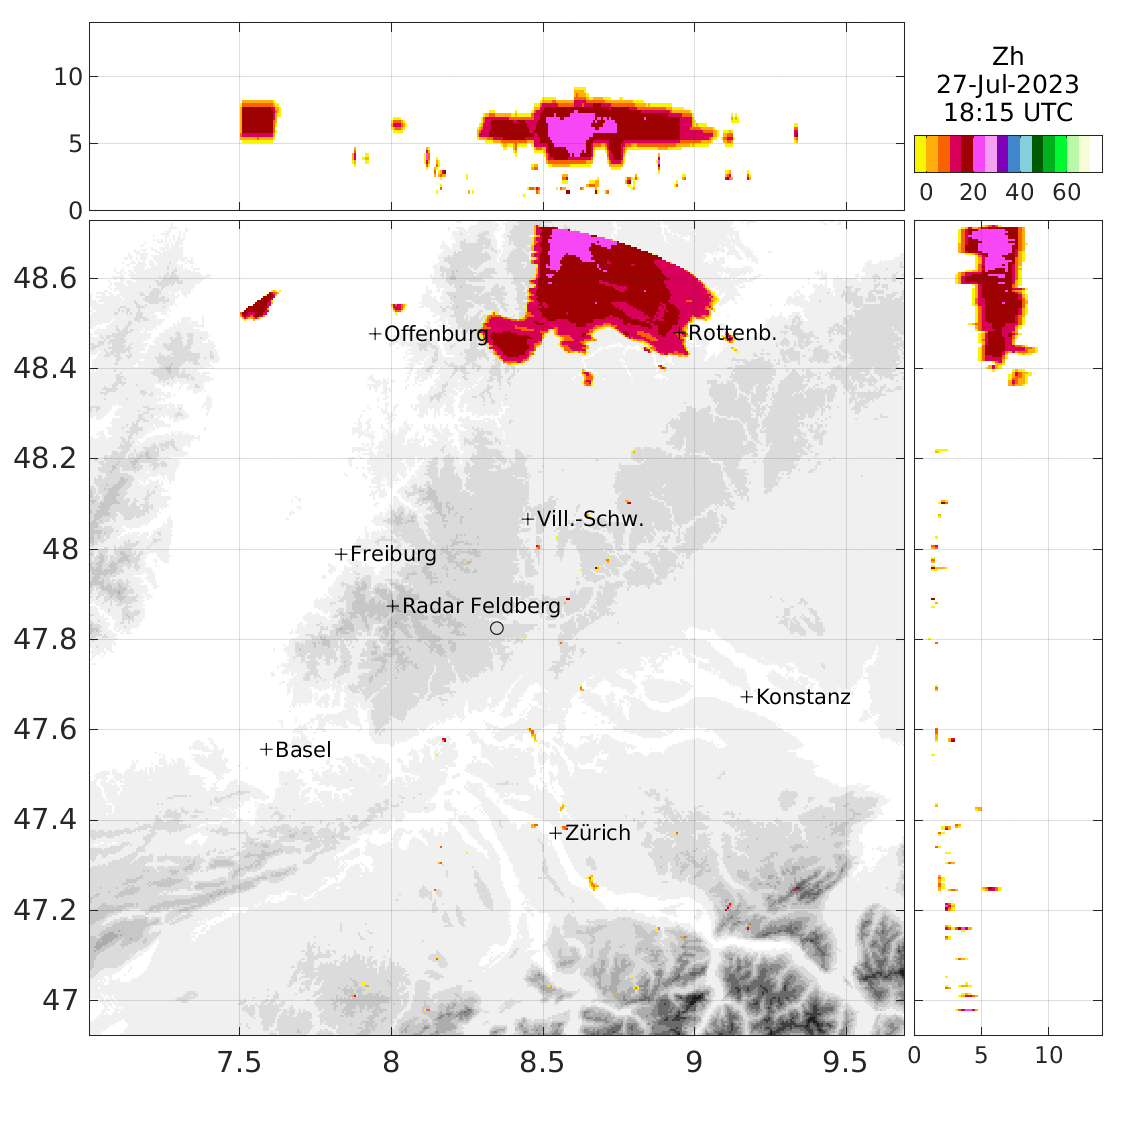 Zh
27-Jul-2023
18:15 UTC
10
5
0
0 20 40 60
48.6
48.4
48.2
48
47.8
47.6
47.4
47.2
47
Offenburg
Rottenb.
Vill.-Schw.
Freiburg
Radar Feldberg
Konstanz
Basel
Zürich
7.5 8 8.5 9 9.5
0 5 10